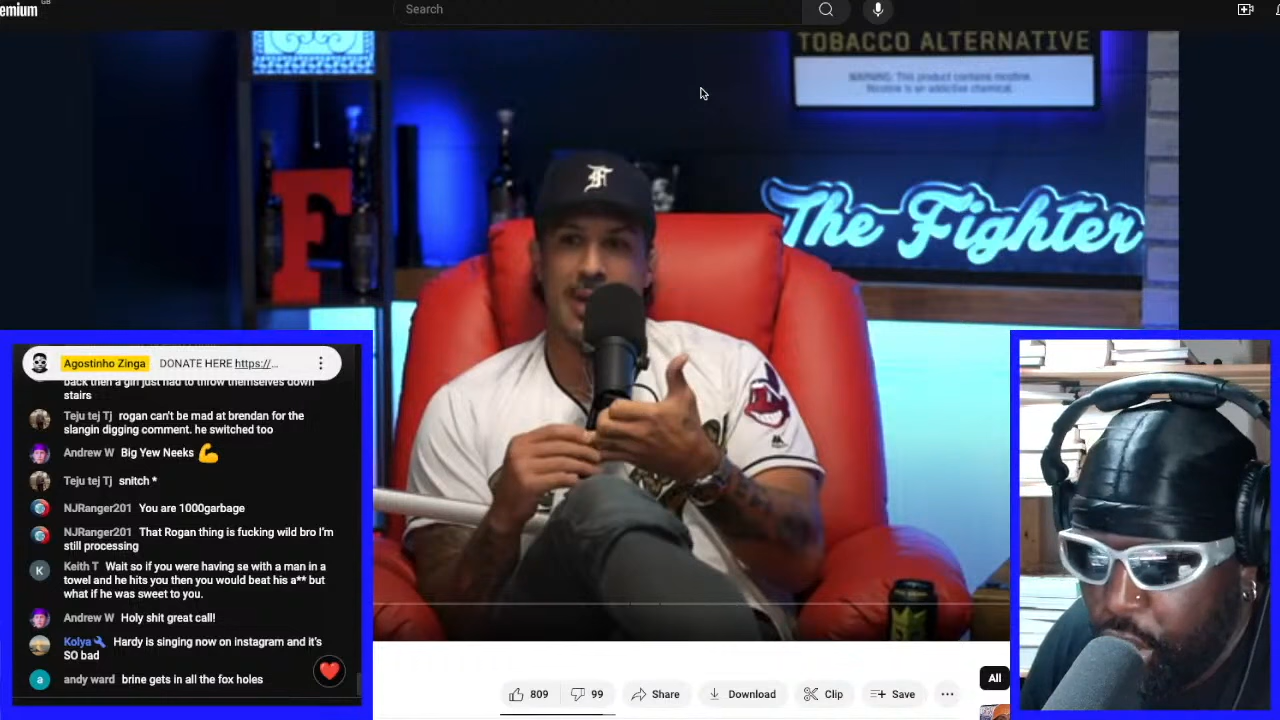 emium GB
Search
TOBACCO ALTERNATIVE
WARNING: This product contains nicotine.
Nicotine is an addictive chemical.
F
The Fighter
Agostinho Zinga DONATE HERE https://...
back then a girl just had to throw themselves down
stairs
Teju tej Tj rogan can't be mad at brendan for the
slangin digging comment. he switched too
Andrew W Big Yew Neeks 💪
Teju tej Tj snitch *
NJRanger201 You are 1000garbage
NJRanger201 That Rogan thing is fucking wild bro I'm
still processing
K Keith T Wait so if you were having se with a man in a
towel and he hits you then you would beat his a** but
what if he was sweet to you.
Andrew W Holy shit great call!
Kolya Hardy is singing now on instagram and it's
SO bad
a andy ward brine gets in all the fox holes
809 99 Share Download Clip Save ...
All